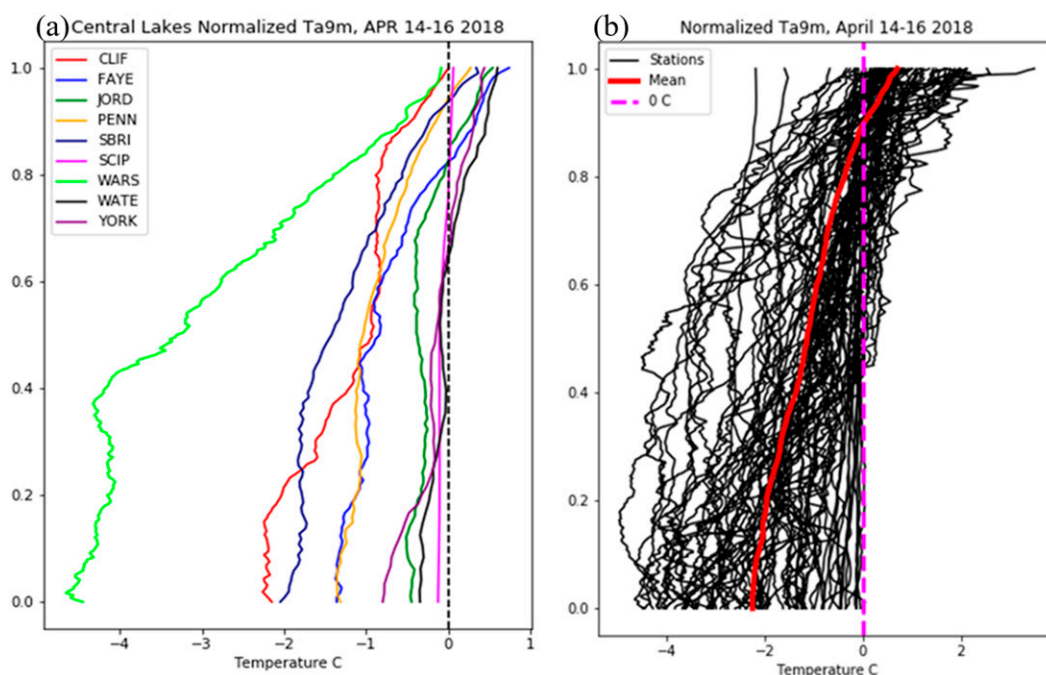 (a) Central Lakes Normalized Ta9m, APR 14-16 2018
CLIF
FAYE
JORD
PENN
SBRI
SCIP
WARS
WATE
YORK
1.0
0.8
0.6
0.4
0.2
0.0
−4 −3 −2 −1 0 1
Temperature C
(b) Normalized Ta9m, April 14-16 2018
Stations
Mean
0 C
1.0
0.8
0.6
0.4
0.2
0.0
−4 −2 0 2
Temperature C